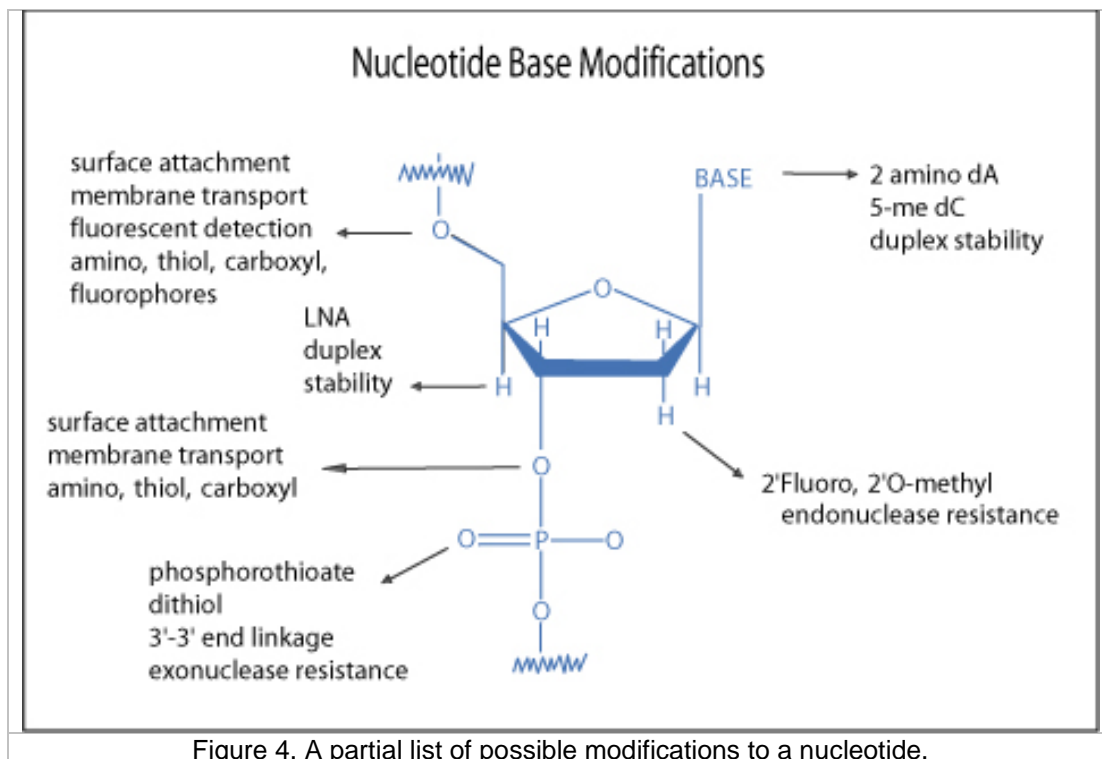 Nucleotide Base Modifications
surface attachment
membrane transport
fluorescent detection
amino, thiol, carboxyl,
fluorophores
O
BASE
2 amino dA
5-me dC
duplex stability
O
LNA
duplex
stability
H
H
H
H
H
surface attachment
membrane transport
amino, thiol, carboxyl
O
2'Fluoro, 2'O-methyl
endonuclease resistance
O
P
O
phosphorothioate
dithiol
3'-3' end linkage
exonuclease resistance
O
Figure 4. A partial list of possible modifications to a nucleotide.